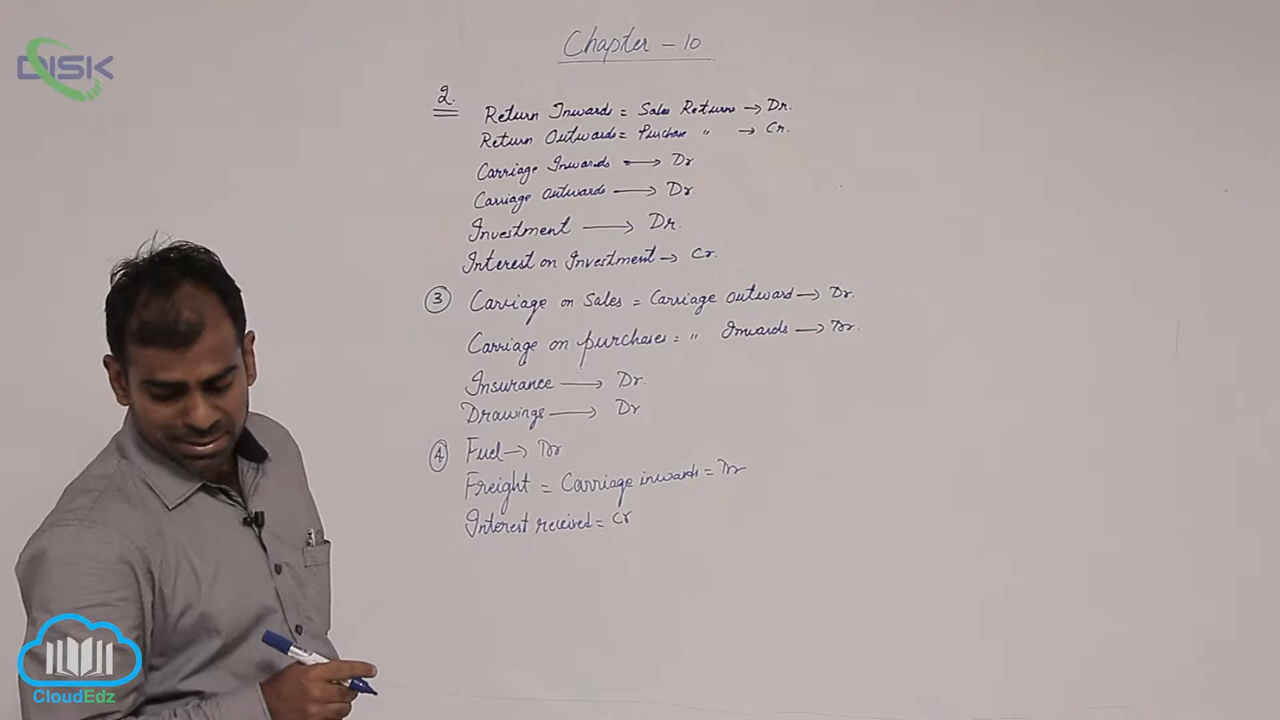 DISK
Chapter - 10
2. Return Inwards = Sales Returns → Dr.
Return Outwards = Purchase " → Cr.
Carriage Inwards → Dr
Carriage Outwards → Dr
Investment → Dr.
Interest on Investment → Cr.
3 Carriage on Sales = Carriage Outward → Dr.
Carriage on purchases = " Inwards → Dr.
Insurance → Dr.
Drawings → Dr
4 Fuel → Dr
Freight = Carriage inwards = Dr
Interest received = Cr
CloudEdz